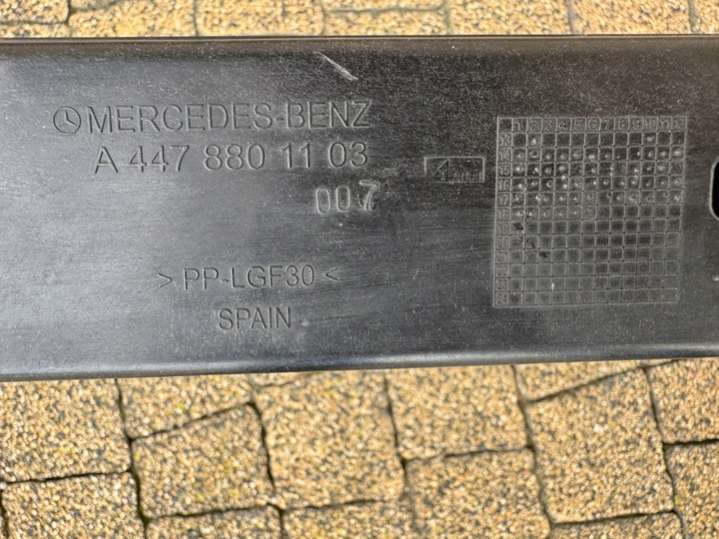 MERCEDES-BENZ
A 447 880 11 03
007
>PP-LGF30<
SPAIN